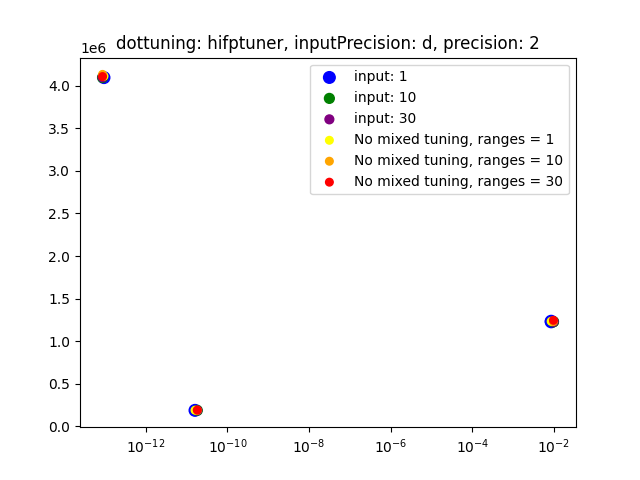 dottuning: hifptuner, inputPrecision: d, precision: 2
1e6
input: 1
input: 10
input: 30
No mixed tuning, ranges = 1
No mixed tuning, ranges = 10
No mixed tuning, ranges = 30
4.0
3.5
3.0
2.5
2.0
1.5
1.0
0.5
0.0
10⁻¹² 10⁻¹⁰ 10⁻⁸ 10⁻⁶ 10⁻⁴ 10⁻²